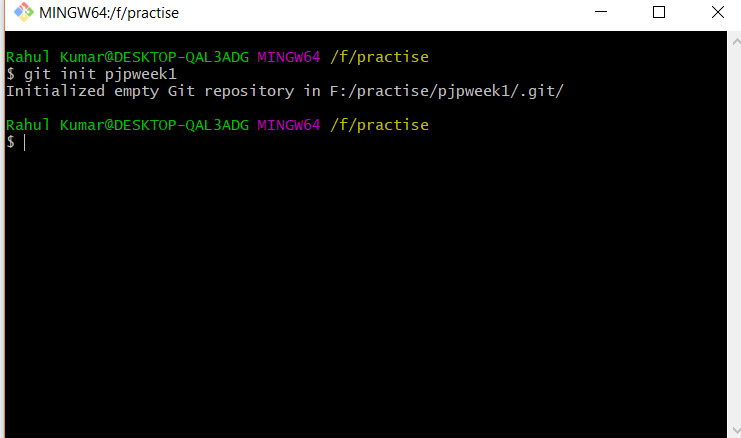 MINGW64:/f/practise
Rahul Kumar@DESKTOP-QAL3ADG MINGW64 /f/practise
$ git init pjpweek1
Initialized empty Git repository in F:/practise/pjpweek1/.git/
Rahul Kumar@DESKTOP-QAL3ADG MINGW64 /f/practise
$